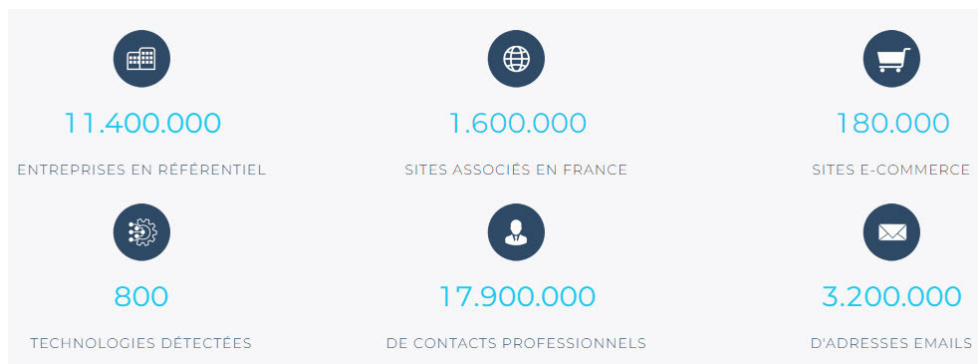 11.400.000
ENTREPRISES EN RÉFÉRENTIEL
1.600.000
SITES ASSOCIÉS EN FRANCE
180.000
SITES E-COMMERCE
800
TECHNOLOGIES DÉTECTÉES
17.900.000
DE CONTACTS PROFESSIONNELS
3.200.000
D'ADRESSES EMAILS